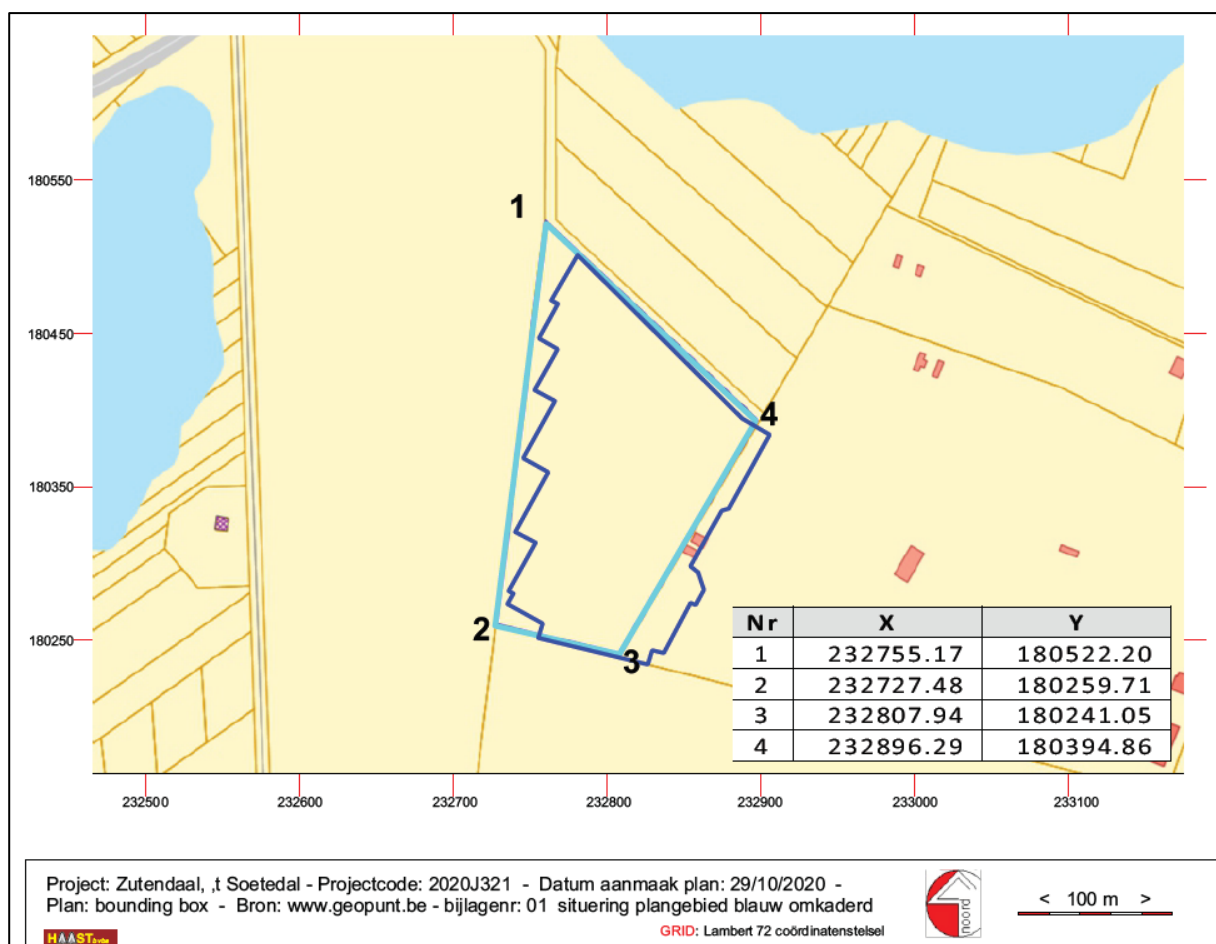 180550
180450
180350
180250
1
4
2
3
Nr X Y
1 232755.17 180522.20
2 232727.48 180259.71
3 232807.94 180241.05
4 232896.29 180394.86
232500 232600 232700 232800 232900 233000 233100
Project: Zutendaal, ,t Soetedal - Projectcode: 2020J321 - Datum aanmaak plan: 29/10/2020 -
Plan: bounding box - Bron: www.geopunt.be - bijlagenr: 01 situering plangebied blauw omkaderd
GRID: Lambert 72 coördinatenstelsel
noord
< 100 m >
HAAST